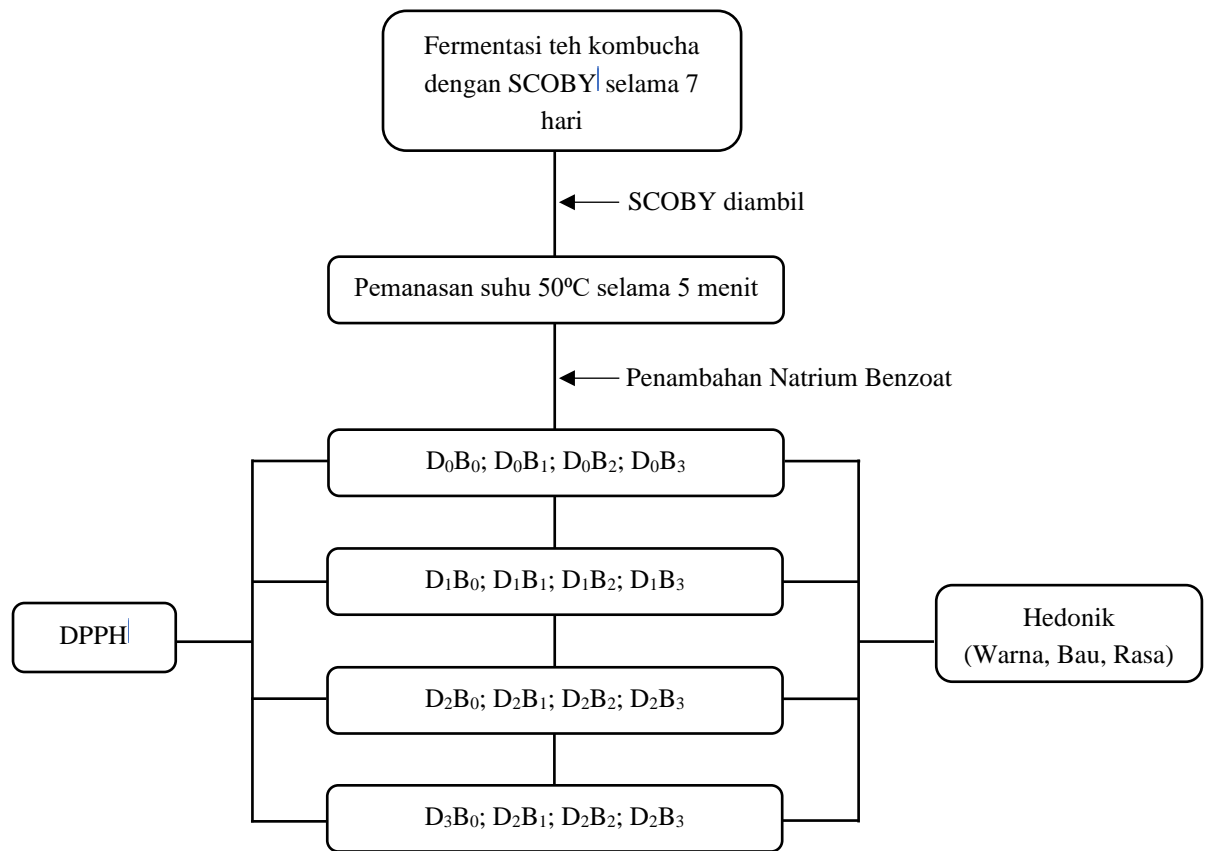 Fermentasi teh kombucha
dengan SCOBY selama 7
hari
SCOBY diambil
Pemanasan suhu 50⁰C selama 5 menit
Penambahan Natrium Benzoat
D₀B₀; D₀B₁; D₀B₂; D₀B₃
D₁B₀; D₁B₁; D₁B₂; D₁B₃
DPPH
Hedonik
(Warna, Bau, Rasa)
D₂B₀; D₂B₁; D₂B₂; D₂B₃
D₃B₀; D₂B₁; D₂B₂; D₂B₃